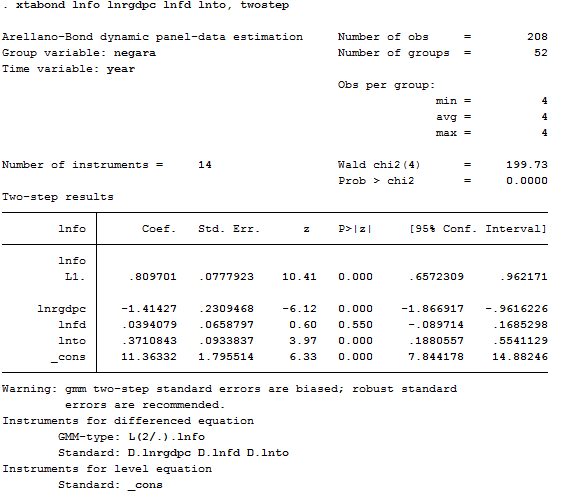 . xtabond lnfo lnrgdpc lnfd lnto, twostep
Arellano-Bond dynamic panel-data estimation Number of obs = 208
Group variable: negara Number of groups = 52
Time variable: year
Obs per group:
min = 4
avg = 4
max = 4
Number of instruments = 14 Wald chi2(4) = 199.73
Prob > chi2 = 0.0000
Two-step results
lnfo Coef. Std. Err. z P>|z| [95% Conf. Interval]
lnfo
L1. .809701 .0777923 10.41 0.000 .6572309 .962171
lnrgdpc -1.41427 .2309468 -6.12 0.000 -1.866917 -.9616226
lnfd .0394079 .0658797 0.60 0.550 -.089714 .1685298
lnto .3710843 .0933837 3.97 0.000 .1880557 .5541129
_cons 11.36332 1.795514 6.33 0.000 7.844178 14.88246
Warning: gmm two-step standard errors are biased; robust standard
errors are recommended.
Instruments for differenced equation
GMM-type: L(2/.).lnfo
Standard: D.lnrgdpc D.lnfd D.lnto
Instruments for level equation
Standard: _cons